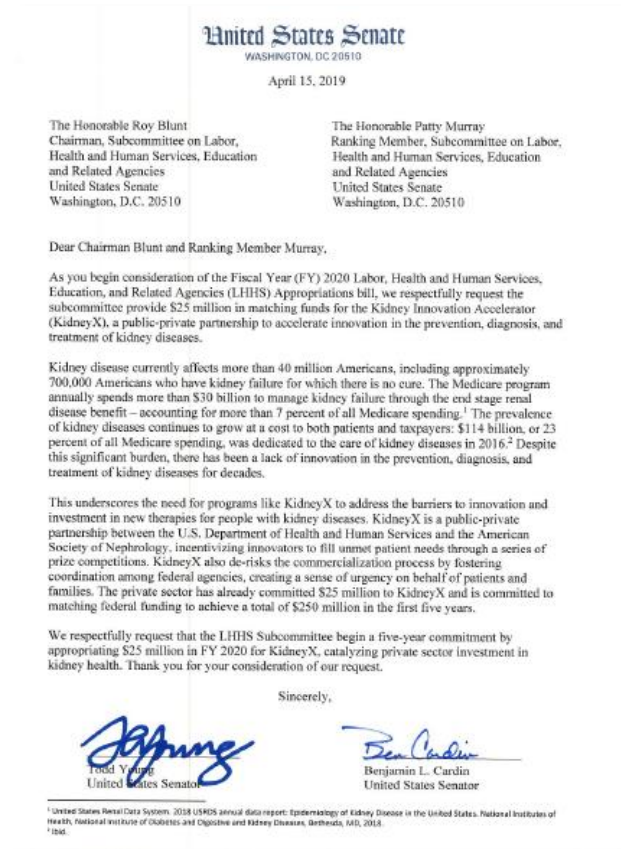 United States Senate
WASHINGTON, DC 20510
April 15, 2019
The Honorable Roy Blunt
Chairman, Subcommittee on Labor,
Health and Human Services, Education
and Related Agencies
United States Senate
Washington, D.C. 20510
The Honorable Patty Murray
Ranking Member, Subcommittee on Labor,
Health and Human Services, Education
and Related Agencies
United States Senate
Washington, D.C. 20510
Dear Chairman Blunt and Ranking Member Murray,
As you begin consideration of the Fiscal Year (FY) 2020 Labor, Health and Human Services,
Education, and Related Agencies (LHHS) Appropriations bill, we respectfully request the
subcommittee provide $25 million in matching funds for the Kidney Innovation Accelerator
(KidneyX), a public-private partnership to accelerate innovation in the prevention, diagnosis, and
treatment of kidney diseases.
Kidney disease currently affects more than 40 million Americans, including approximately
700,000 Americans who have kidney failure for which there is no cure. The Medicare program
annually spends more than $30 billion to manage kidney failure through the end stage renal
disease benefit – accounting for more than 7 percent of all Medicare spending.¹ The prevalence
of kidney diseases continues to grow at a cost to both patients and taxpayers: $114 billion, or 23
percent of all Medicare spending, was dedicated to the care of kidney diseases in 2016.² Despite
this significant burden, there has been a lack of innovation in the prevention, diagnosis, and
treatment of kidney diseases for decades.
This underscores the need for programs like KidneyX to address the barriers to innovation and
investment in new therapies for people with kidney diseases. KidneyX is a public-private
partnership between the U.S. Department of Health and Human Services and the American
Society of Nephrology, incentivizing innovators to fill unmet patient needs through a series of
prize competitions. KidneyX also de-risks the commercialization process by fostering
coordination among federal agencies, creating a sense of urgency on behalf of patients and
families. The private sector has already committed $25 million to KidneyX and is committed to
matching federal funding to achieve a total of $250 million in the first five years.
We respectfully request that the LHHS Subcommittee begin a five-year commitment by
appropriating $25 million in FY 2020 for KidneyX, catalyzing private sector investment in
kidney health. Thank you for your consideration of our request.
Sincerely,
Ben Cardin
Todd Young
United States Senator
Benjamin L. Cardin
United States Senator
¹ United States Renal Data System. 2018 USRDS annual data report: Epidemiology of Kidney Disease in the United States. National Institutes of
Health, National Institute of Diabetes and Digestive and Kidney Diseases, Bethesda, MD, 2018.
² Ibid.